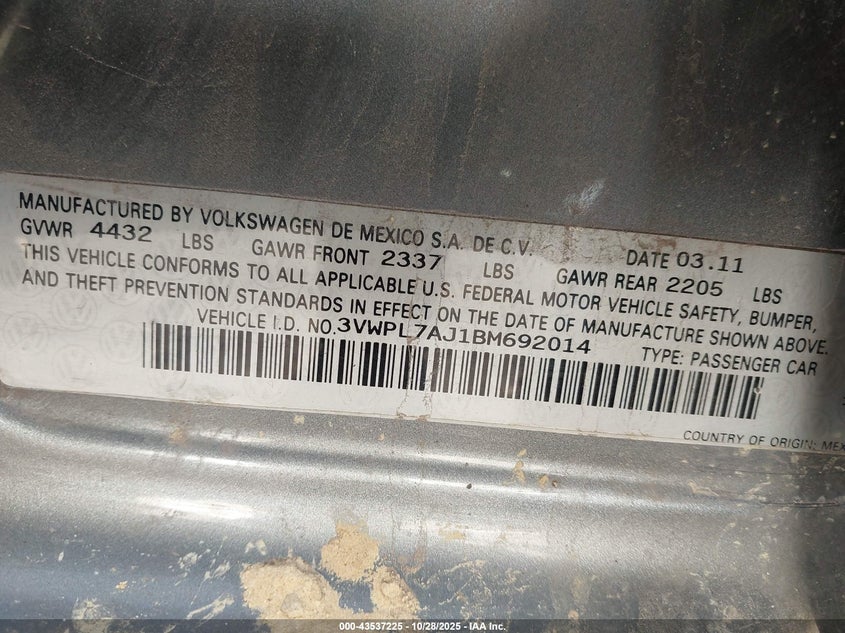 MANUFACTURED BY VOLKSWAGEN DE MEXICO S.A. DE C.V. DATE 03.11
GVWR 4432 LBS GAWR FRONT 2337 LBS GAWR REAR 2205 LBS
THIS VEHICLE CONFORMS TO ALL APPLICABLE U.S. FEDERAL MOTOR VEHICLE SAFETY, BUMPER,
AND THEFT PREVENTION STANDARDS IN EFFECT ON THE DATE OF MANUFACTURE SHOWN ABOVE.
VEHICLE I.D. NO.3VWPL7AJ1BM692014 TYPE: PASSENGER CAR
COUNTRY OF ORIGIN: MEX
000-43537225 - 10/28/2025 - IAA Inc.